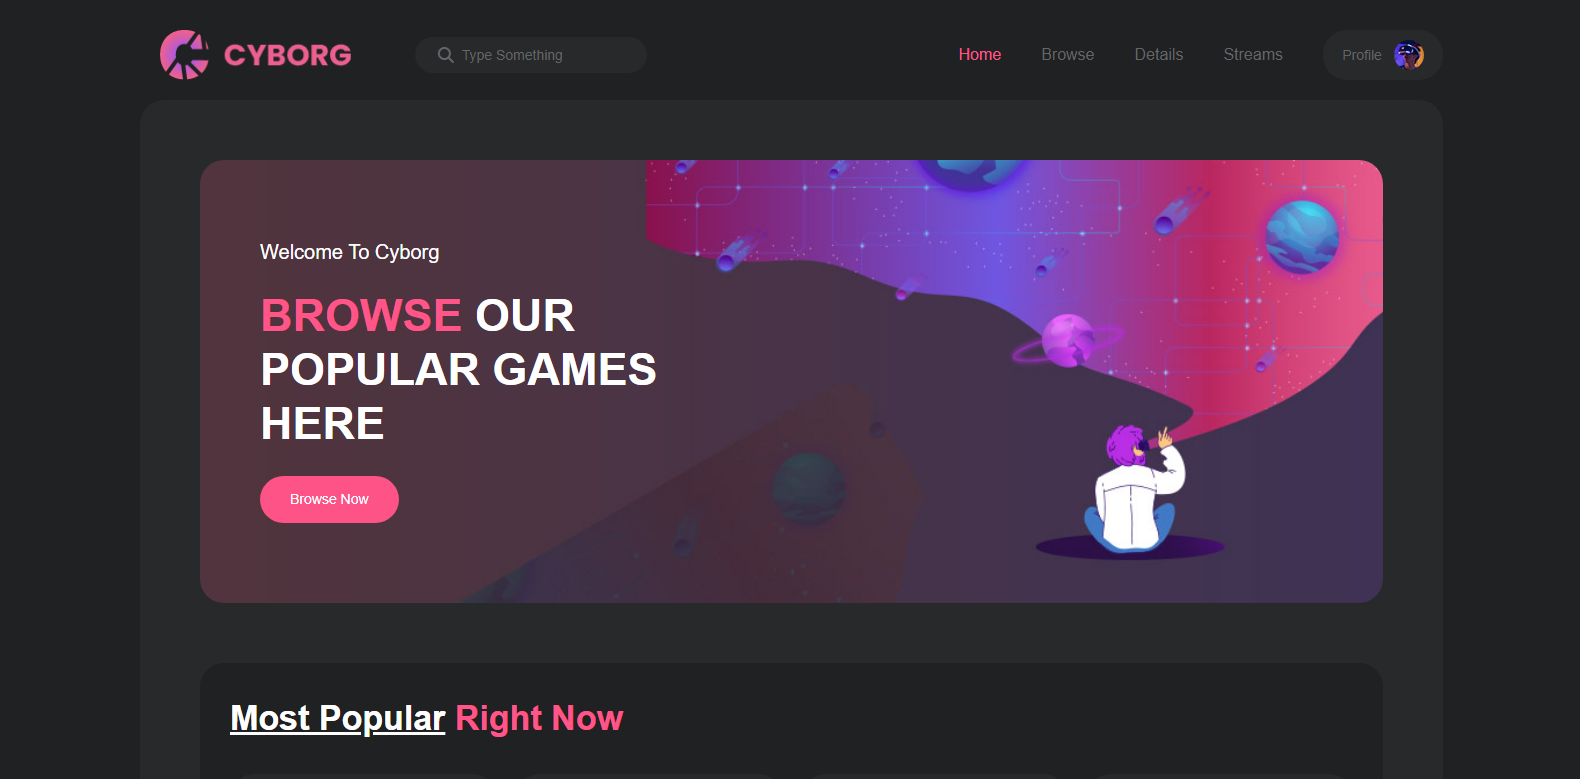 CYBORG
Type Something
Home
Browse
Details
Streams
Profile
Welcome To Cyborg
BROWSE OUR
POPULAR GAMES
HERE
Browse Now
Most Popular Right Now